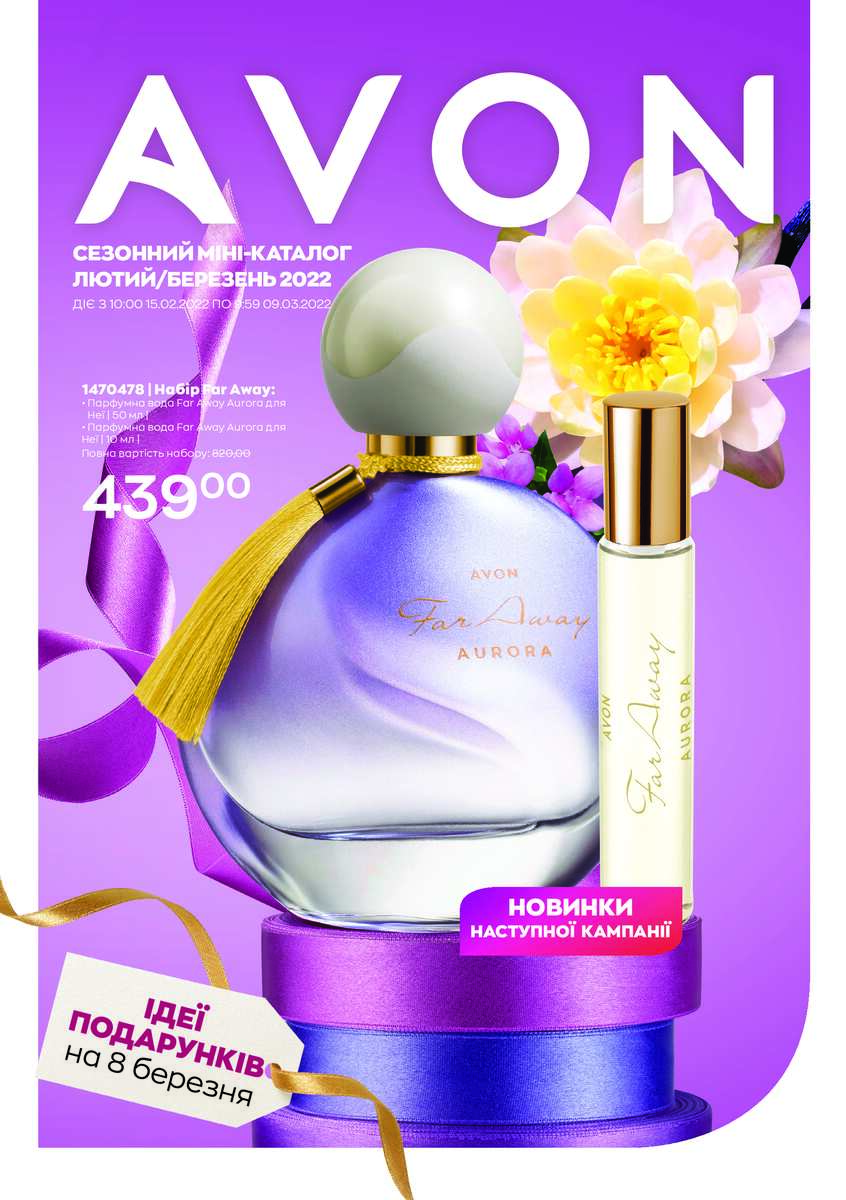 AVON
СЕЗОННИЙ МІНІ-КАТАЛОГ
ЛЮТИЙ/БЕРЕЗЕНЬ 2022
ДІЄ З 10:00 15.02.2022 ПО 9:59 09.03.2022
1470478 | Набір Far Away:
• Парфумна вода Far Away Aurora для
Неї | 50 мл |
• Парфумна вода Far Away Aurora для
Неї | 10 мл |
Повна вартість набору: 820,00
439⁰⁰
AVON
Far Away
AURORA
AVON
Far Away
AURORA
НОВИНКИ
НАСТУПНОЇ КАМПАНІЇ
ІДЕЇ
ПОДАРУНКІВ
на 8 березня